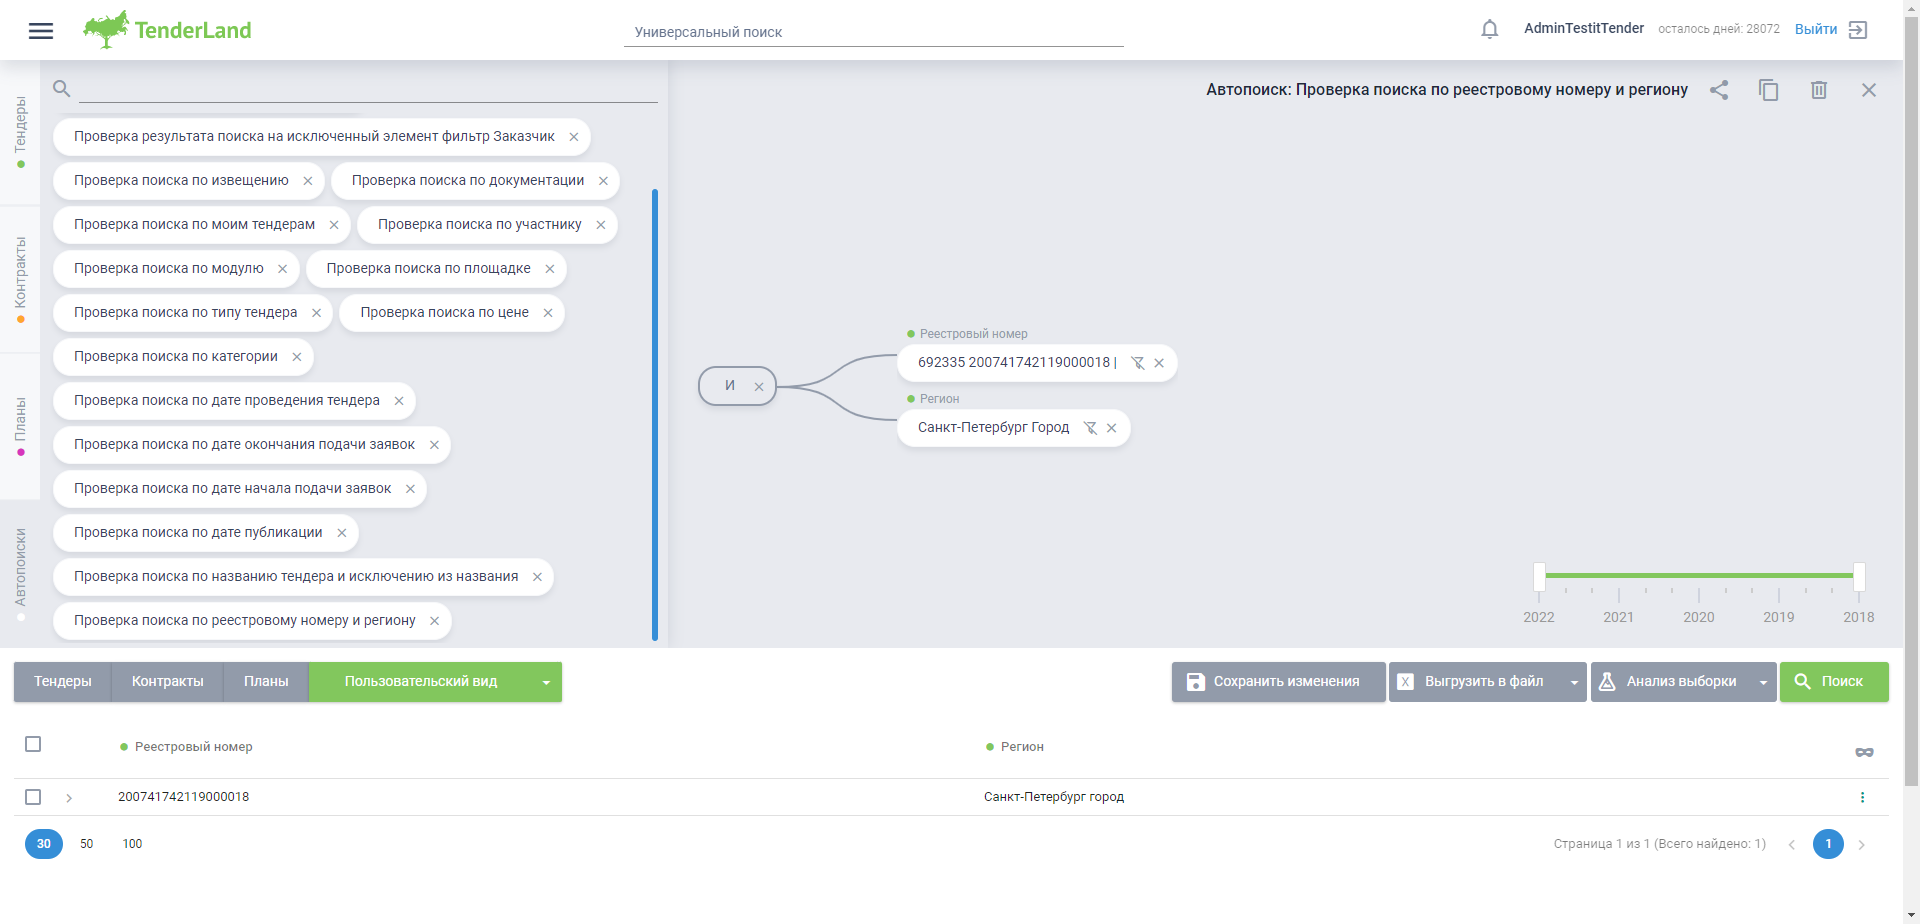 TenderLand
Универсальный поиск
AdminTestitTender
осталось дней: 28072
Выйти
Тендеры
Контракты
Планы
Автопоиски
Проверка результата поиска на исключенный элемент фильтр Заказчик
Проверка поиска по извещению
Проверка поиска по документации
Проверка поиска по моим тендерам
Проверка поиска по участнику
Проверка поиска по модулю
Проверка поиска по площадке
Проверка поиска по типу тендера
Проверка поиска по цене
Проверка поиска по категории
Проверка поиска по дате проведения тендера
Проверка поиска по дате окончания подачи заявок
Проверка поиска по дате начала подачи заявок
Проверка поиска по дате публикации
Проверка поиска по названию тендера и исключению из названия
Проверка поиска по реестровому номеру и региону
Автопоиск: Проверка поиска по реестровому номеру и региону
И
Реестровый номер
692335 200741742119000018 |
Регион
Санкт-Петербург Город
2022 2021 2020 2019 2018
Тендеры Контракты Планы Пользовательский вид
Сохранить изменения X Выгрузить в файл Анализ выборки Поиск
Реестровый номер Регион
200741742119000018 Санкт-Петербург город
30 50 100
Страница 1 из 1 (Всего найдено: 1) 1